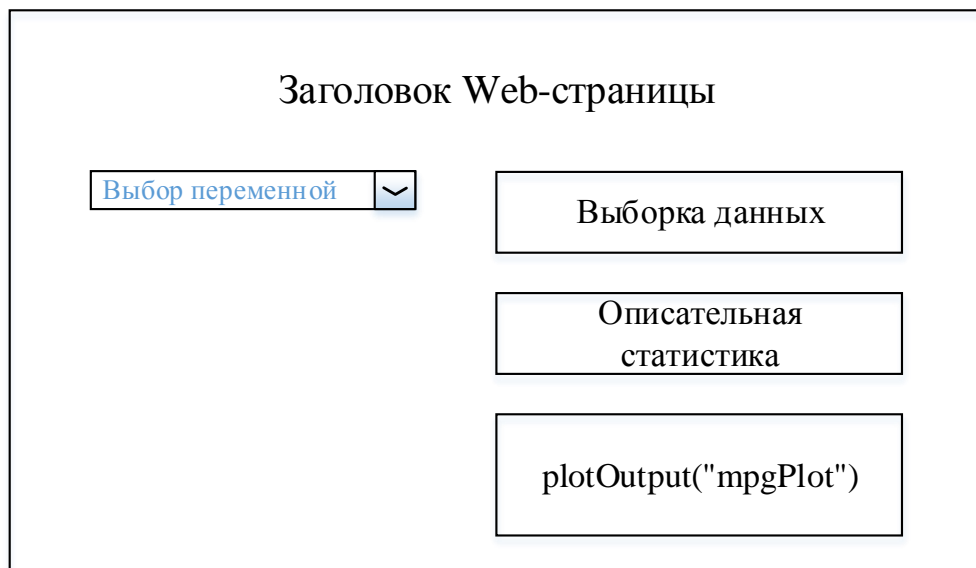 Заголовок Web-страницы
Выбор переменной
Выборка данных
Описательная
статистика
plotOutput("mpgPlot")